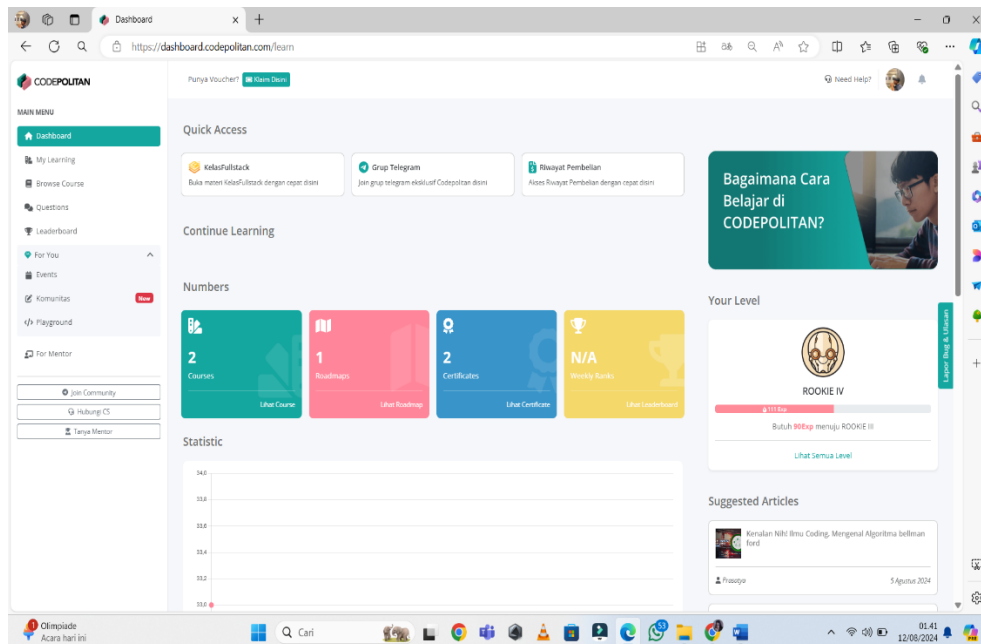 Dashboard
https://dashboard.codepolitan.com/learn
CODEPOLITAN
Punya Voucher? Klaim Disini
Need Help?
MAIN MENU
Dashboard
My Learning
Browse Course
Questions
Leaderboard
For You
Events
Komunitas New
</> Playground
For Mentor
Join Community
Hubungi CS
Tanya Mentor
Quick Access
KelasFullstack
Buka materi KelasFullstack dengan cepat disini
Grup Telegram
Join grup telegram eksklusif Codepolitan disini
Riwayat Pembelian
Akses Riwayat Pembelian dengan cepat disini
Continue Learning
Numbers
2
Courses
Lihat Course
1
Roadmaps
Lihat Roadmap
2
Certificates
Lihat Certificate
N/A
Weekly Ranks
Lihat Leaderboard
Statistic
34,0
33,8
33,6
33,4
33,2
33,0
Bagaimana Cara
Belajar di
CODEPOLITAN?
Your Level
ROOKIE IV
111 Exp
Butuh 90Exp menuju ROOKIE III
Lihat Semua Level
Suggested Articles
Kenalan Nih! Ilmu Coding, Mengenal Algoritma bellman
ford
Prasatya
5 Agustus 2024
Lapor Bug & Ulasan
Olimpiade
Acara hari ini
Cari
53
01.41
12/08/2024